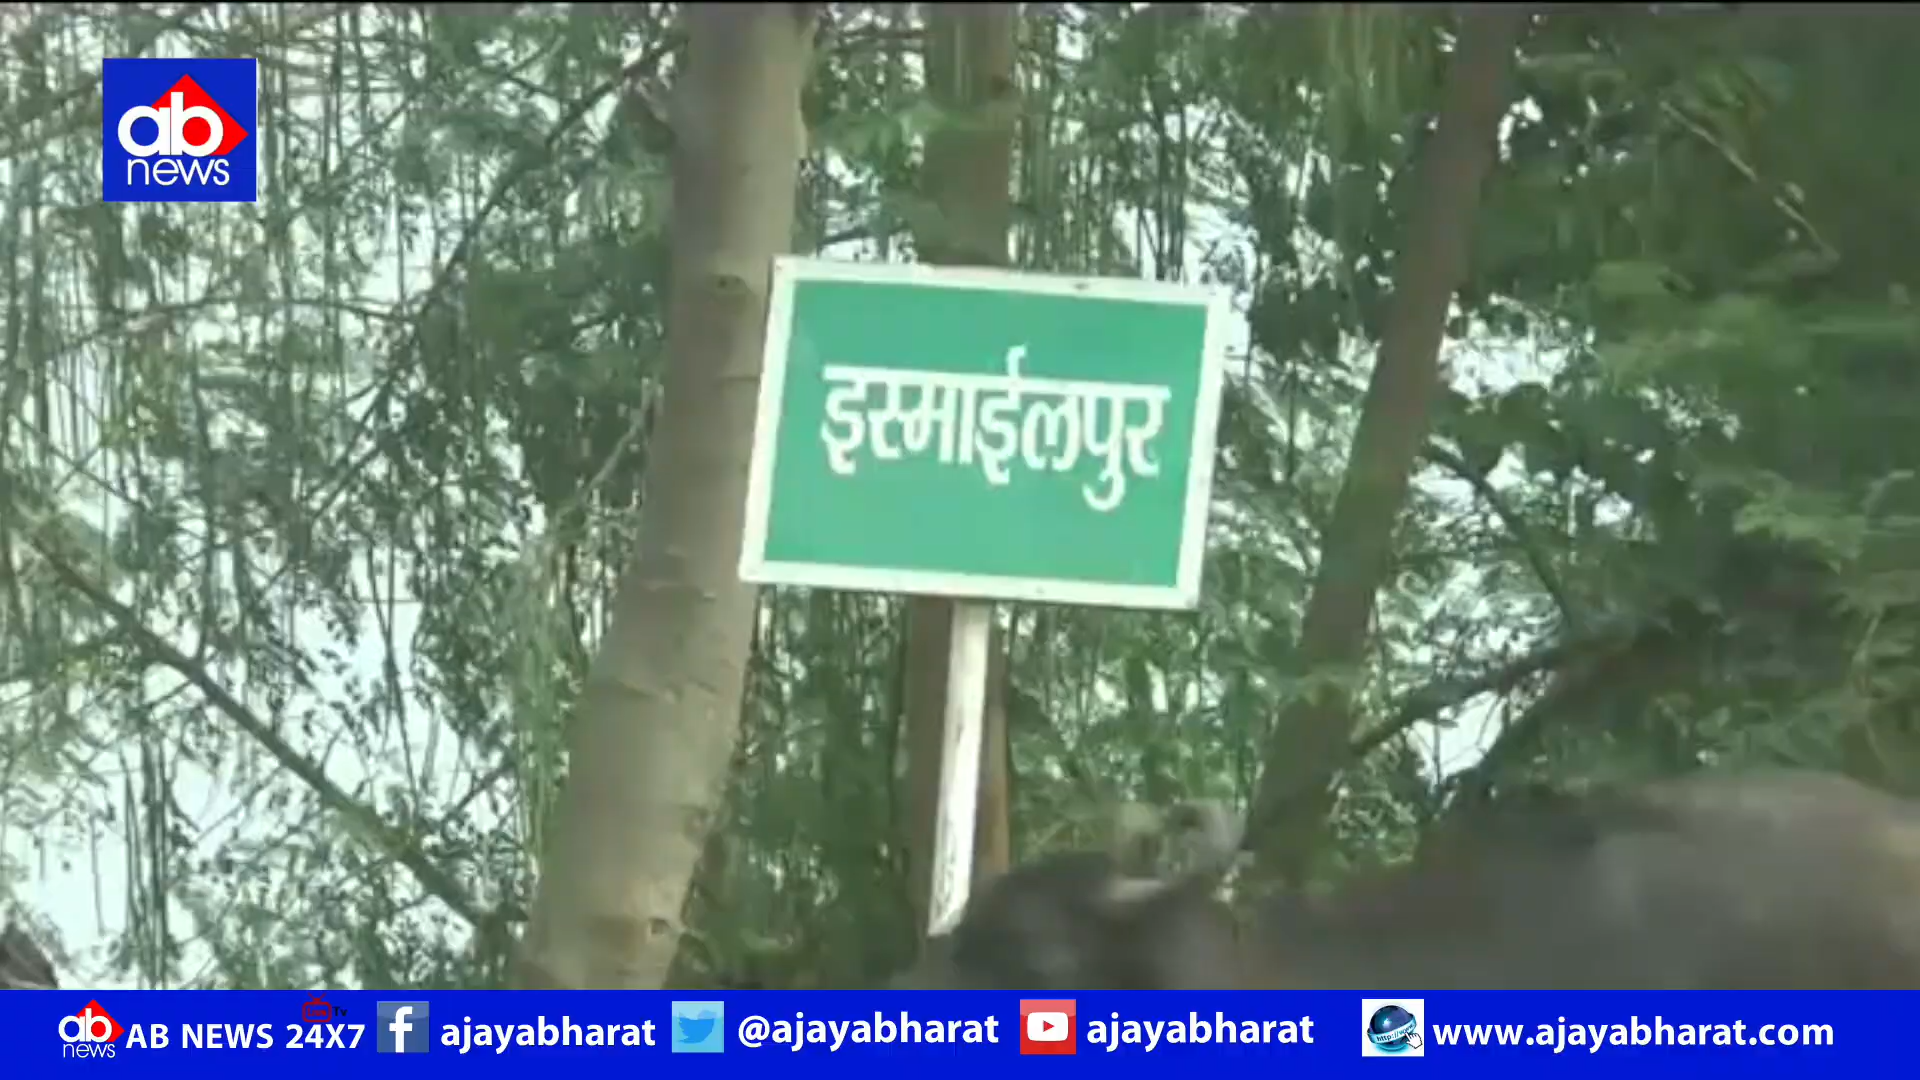 ab
news
इस्माईलपुर
ab
news
AB NEWS 24X7
ajayabharat
@ajayabharat
ajayabharat
www.ajayabharat.com